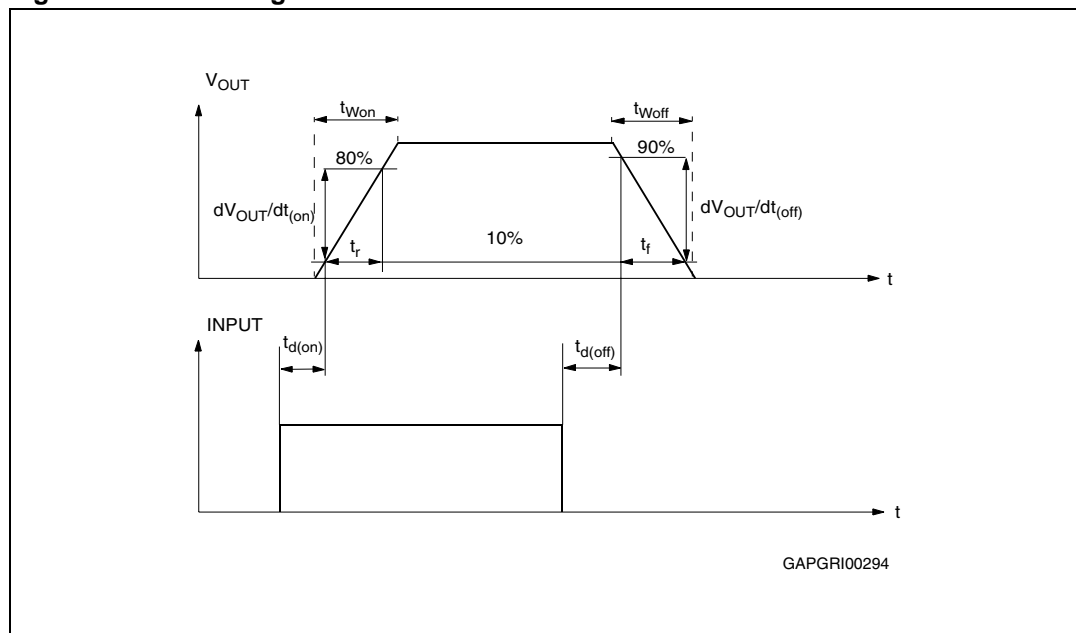 V_OUT
t_Won
t_Woff
80%
90%
dV_OUT/dt_(on)
dV_OUT/dt_(off)
t_r
10%
t_f
t
INPUT
t_d(on)
t_d(off)
t
GAPGRI00294